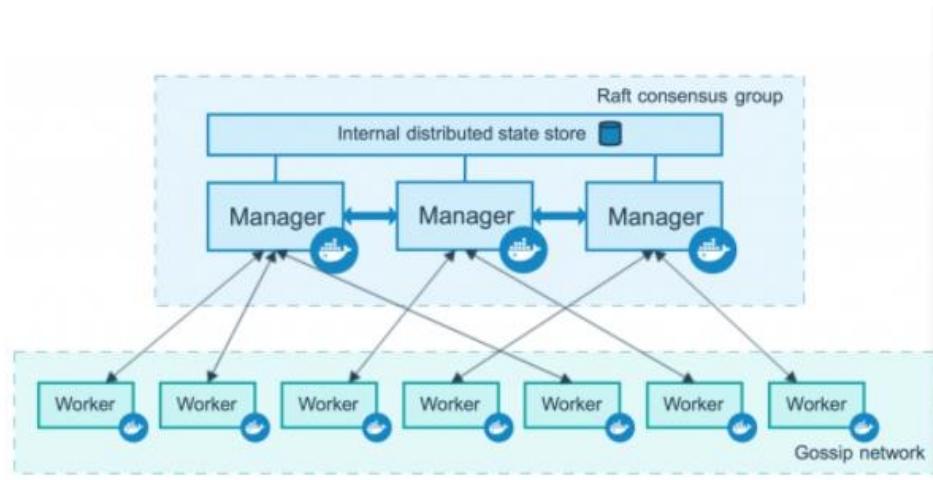 Raft consensus group
Internal distributed state store
Manager Manager Manager
Worker Worker Worker Worker Worker Worker Worker
Gossip network